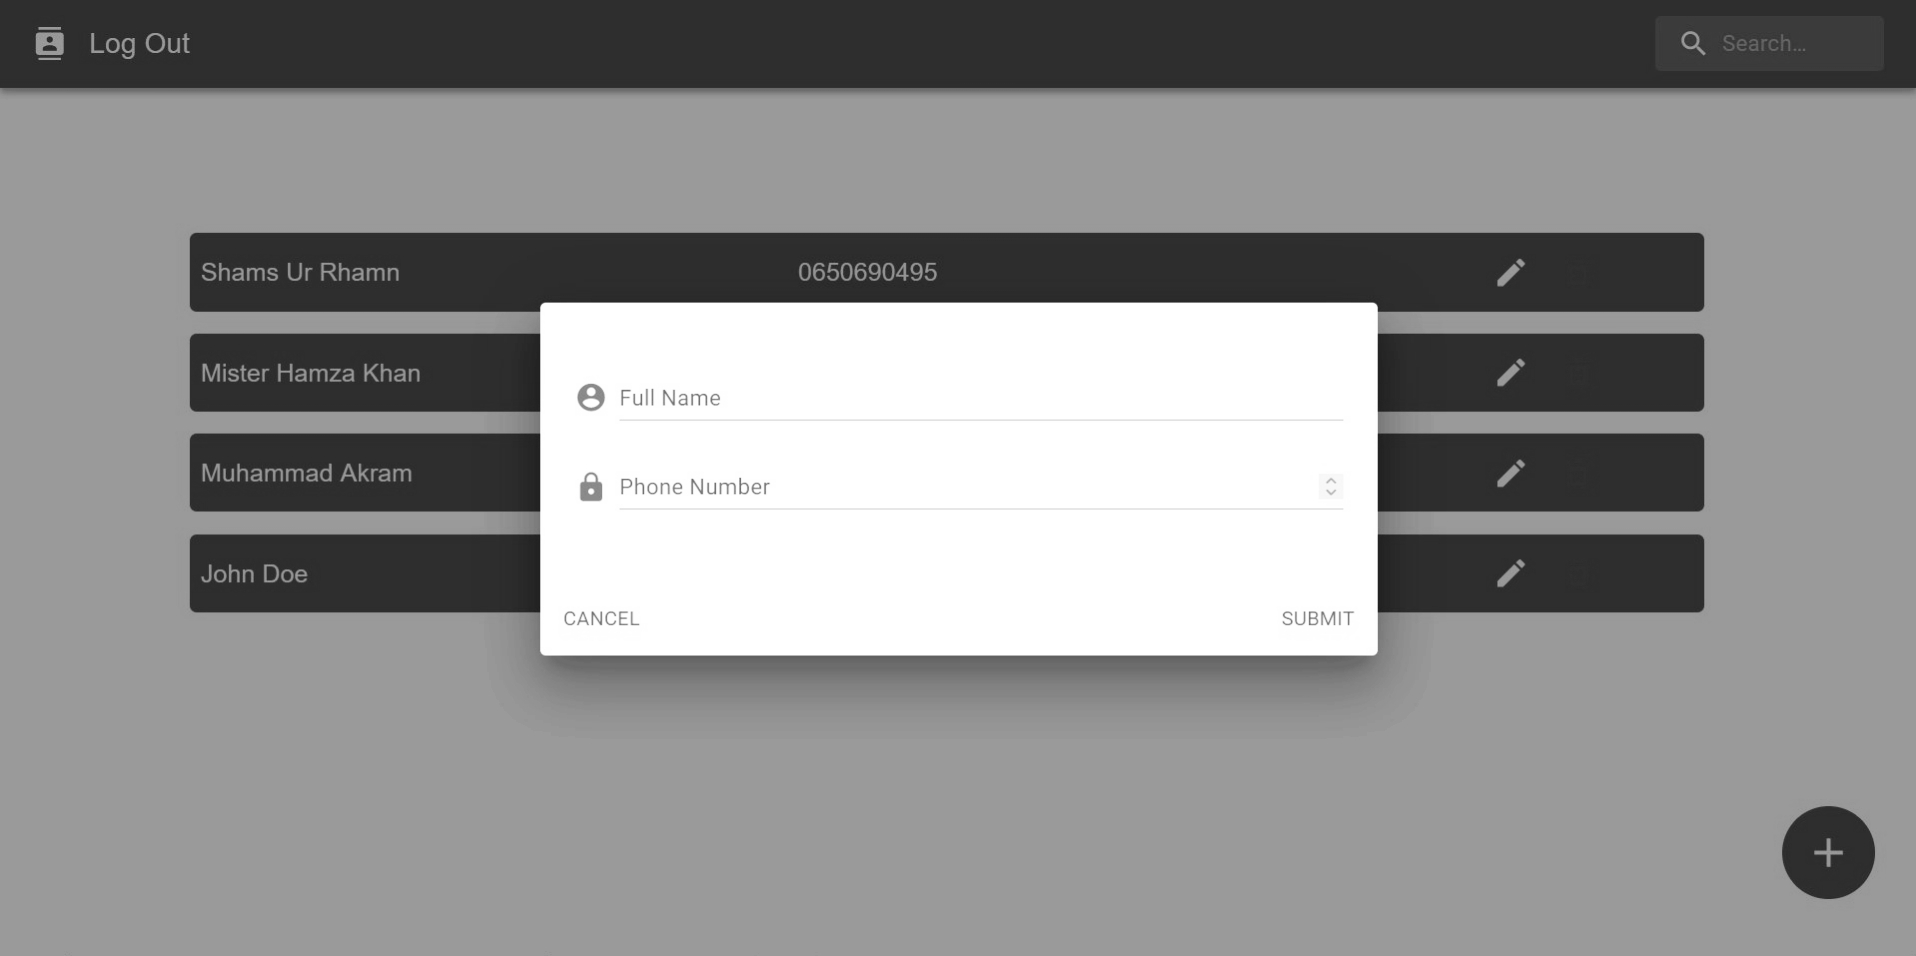 Log Out
Search...
Shams Ur Rhamn 0650690495
Mister Hamza Khan
Muhammad Akram
John Doe
Full Name
Phone Number
CANCEL SUBMIT